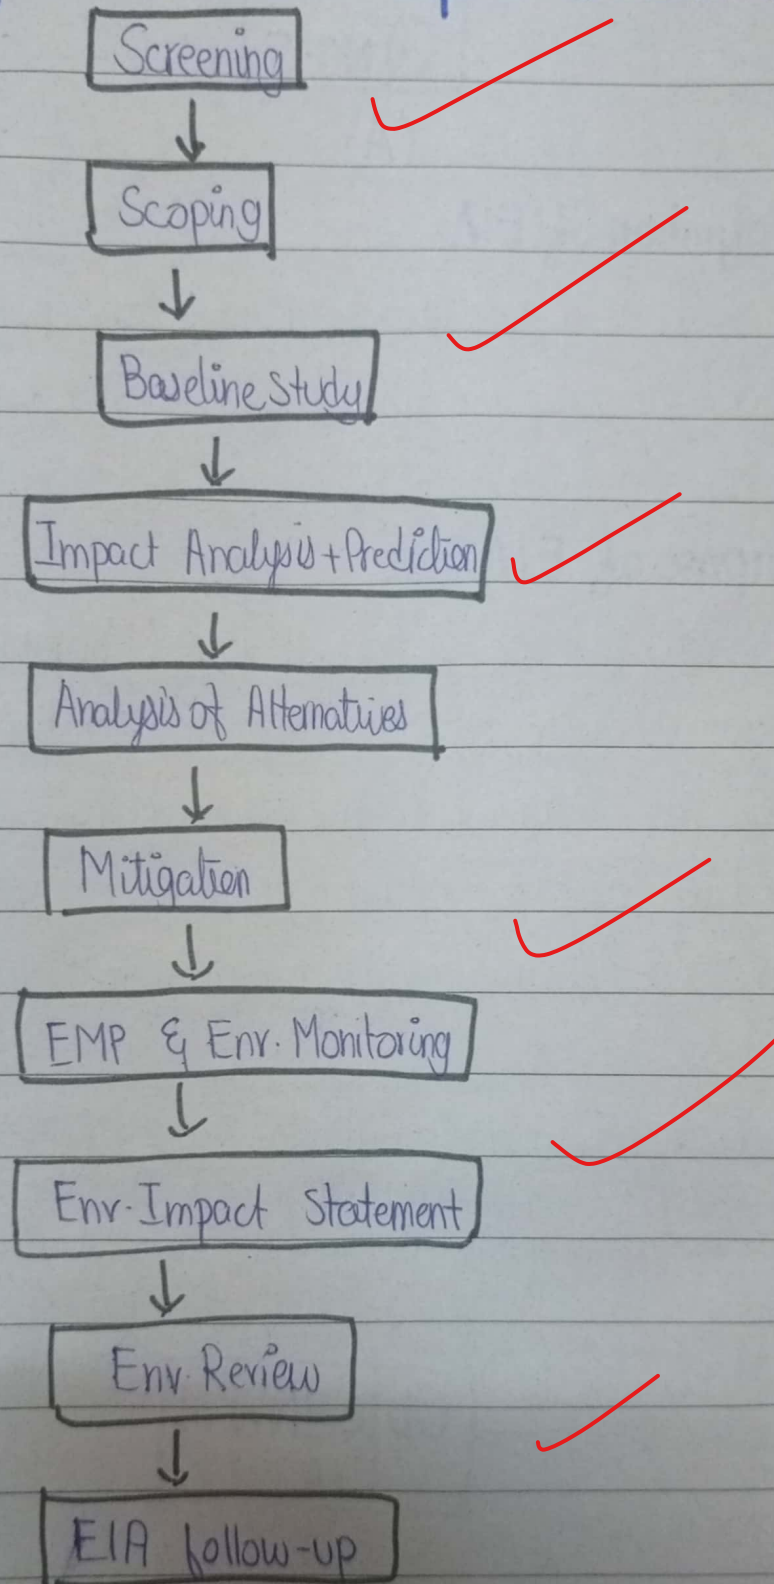 Screening
Scoping
Baseline study
Impact Analysis + Prediction
Analysis of Alternatives
Mitigation
EMP & Env. Monitoring
Env. Impact Statement
Env. Review
EIA follow-up